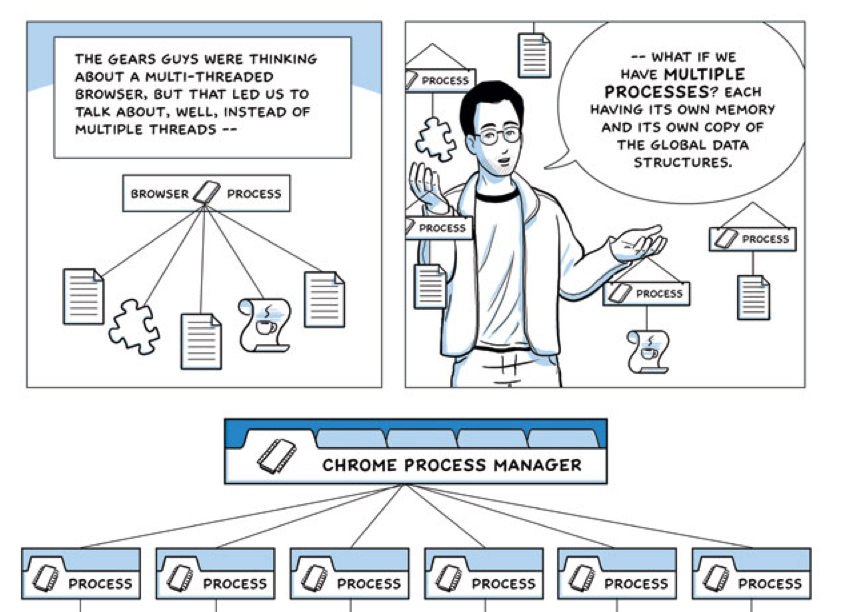 THE GEARS GUYS WERE THINKING
ABOUT A MULTI-THREADED
BROWSER, BUT THAT LED US TO
TALK ABOUT, WELL, INSTEAD OF
MULTIPLE THREADS --
BROWSER PROCESS
-- WHAT IF WE
HAVE MULTIPLE
PROCESSES? EACH
HAVING ITS OWN MEMORY
AND ITS OWN COPY OF
THE GLOBAL DATA
STRUCTURES.
PROCESS
PROCESS
PROCESS
PROCESS
CHROME PROCESS MANAGER
PROCESS
PROCESS
PROCESS
PROCESS
PROCESS
PROCESS